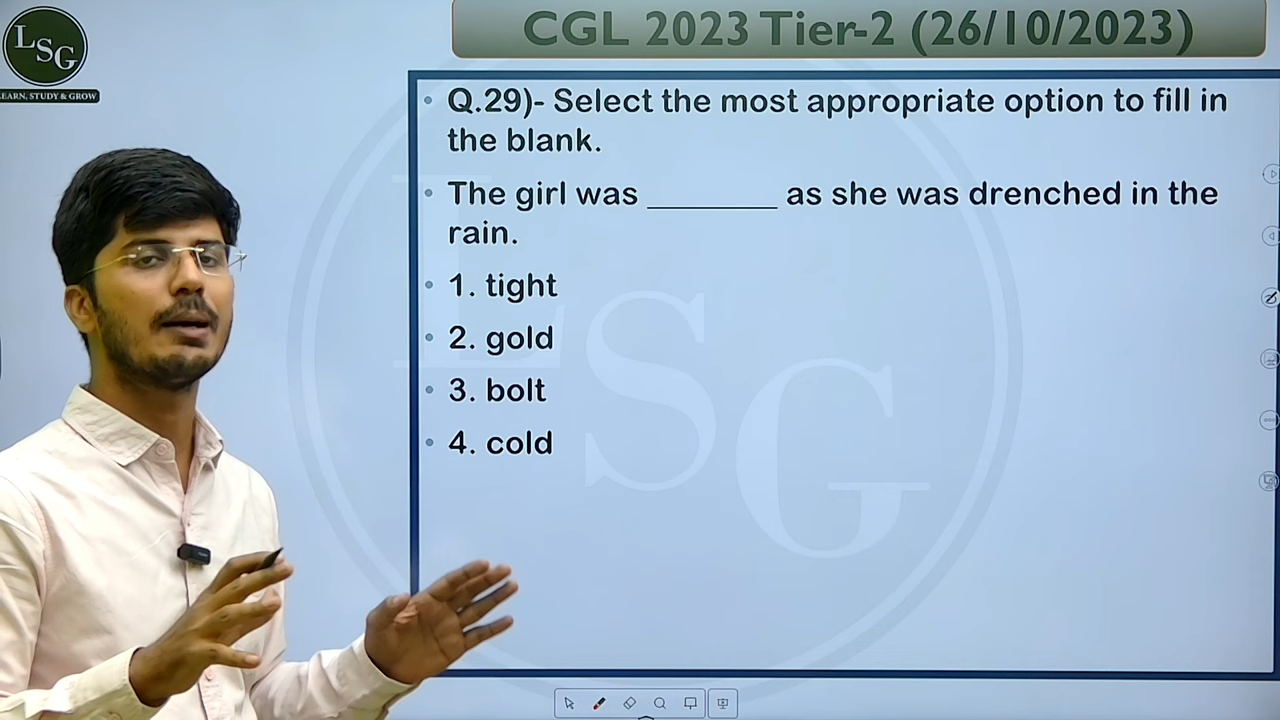 LSG
LEARN, STUDY & GROW
CGL 2023 Tier-2 (26/10/2023)
• Q.29)- Select the most appropriate option to fill in
the blank.
• The girl was ________ as she was drenched in the
rain.
• 1. tight
• 2. gold
• 3. bolt
• 4. cold
LSG